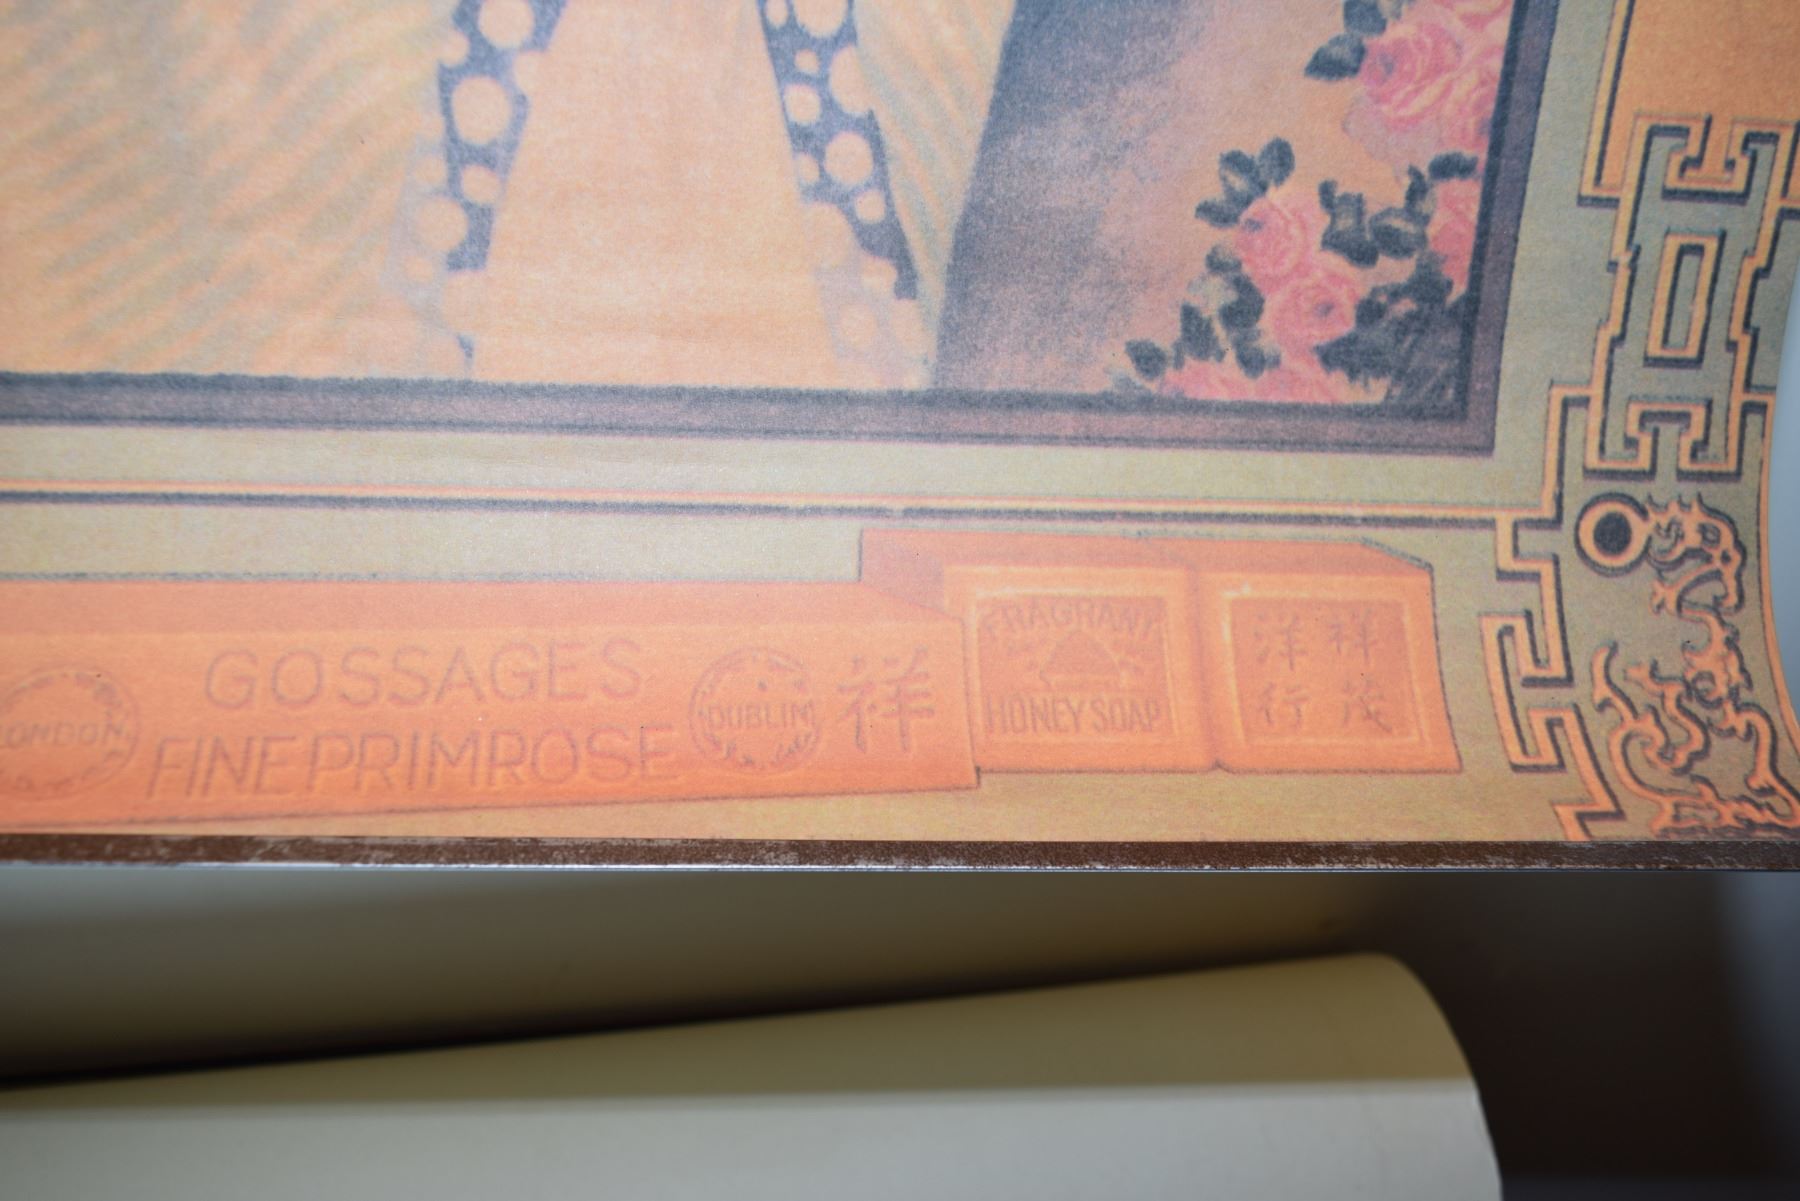 LONDON
GOSSAGES
FINE PRIMROSE
DUBLIN
祥
FRAGRANT
HONEY SOAP
洋祥
行茂